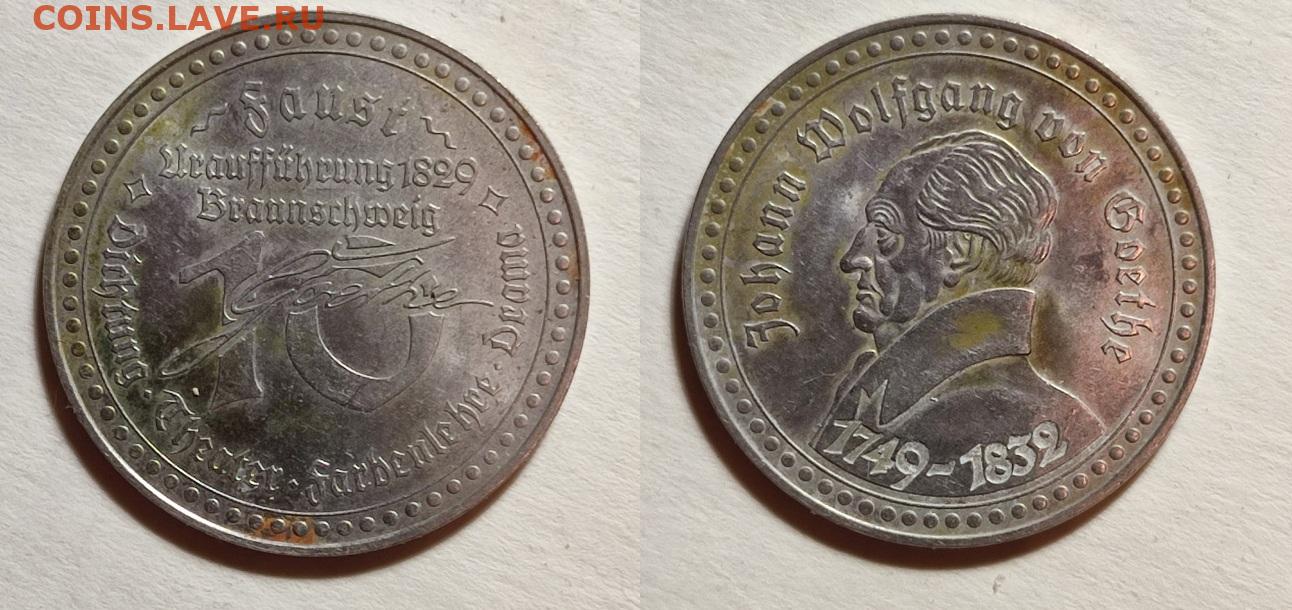 COINS.LAVE.RU
~ Faust ~
Uraufführung 1829
Braunschweig
10
Goethe
Dichtung · Theater · Farbenlehre · Drama
Johann Wolfgang von Goethe
1749-1832